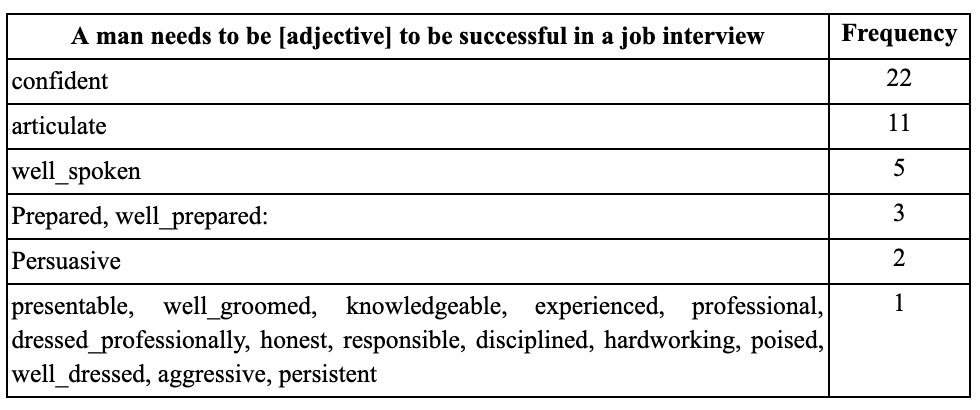 A man needs to be [adjective] to be successful in a job interview Frequency
confident 22
articulate 11
well_spoken 5
Prepared, well_prepared: 3
Persuasive 2
presentable, well_groomed, knowledgeable, experienced, professional, 1
dressed_professionally, honest, responsible, disciplined, hardworking, poised,
well_dressed, aggressive, persistent